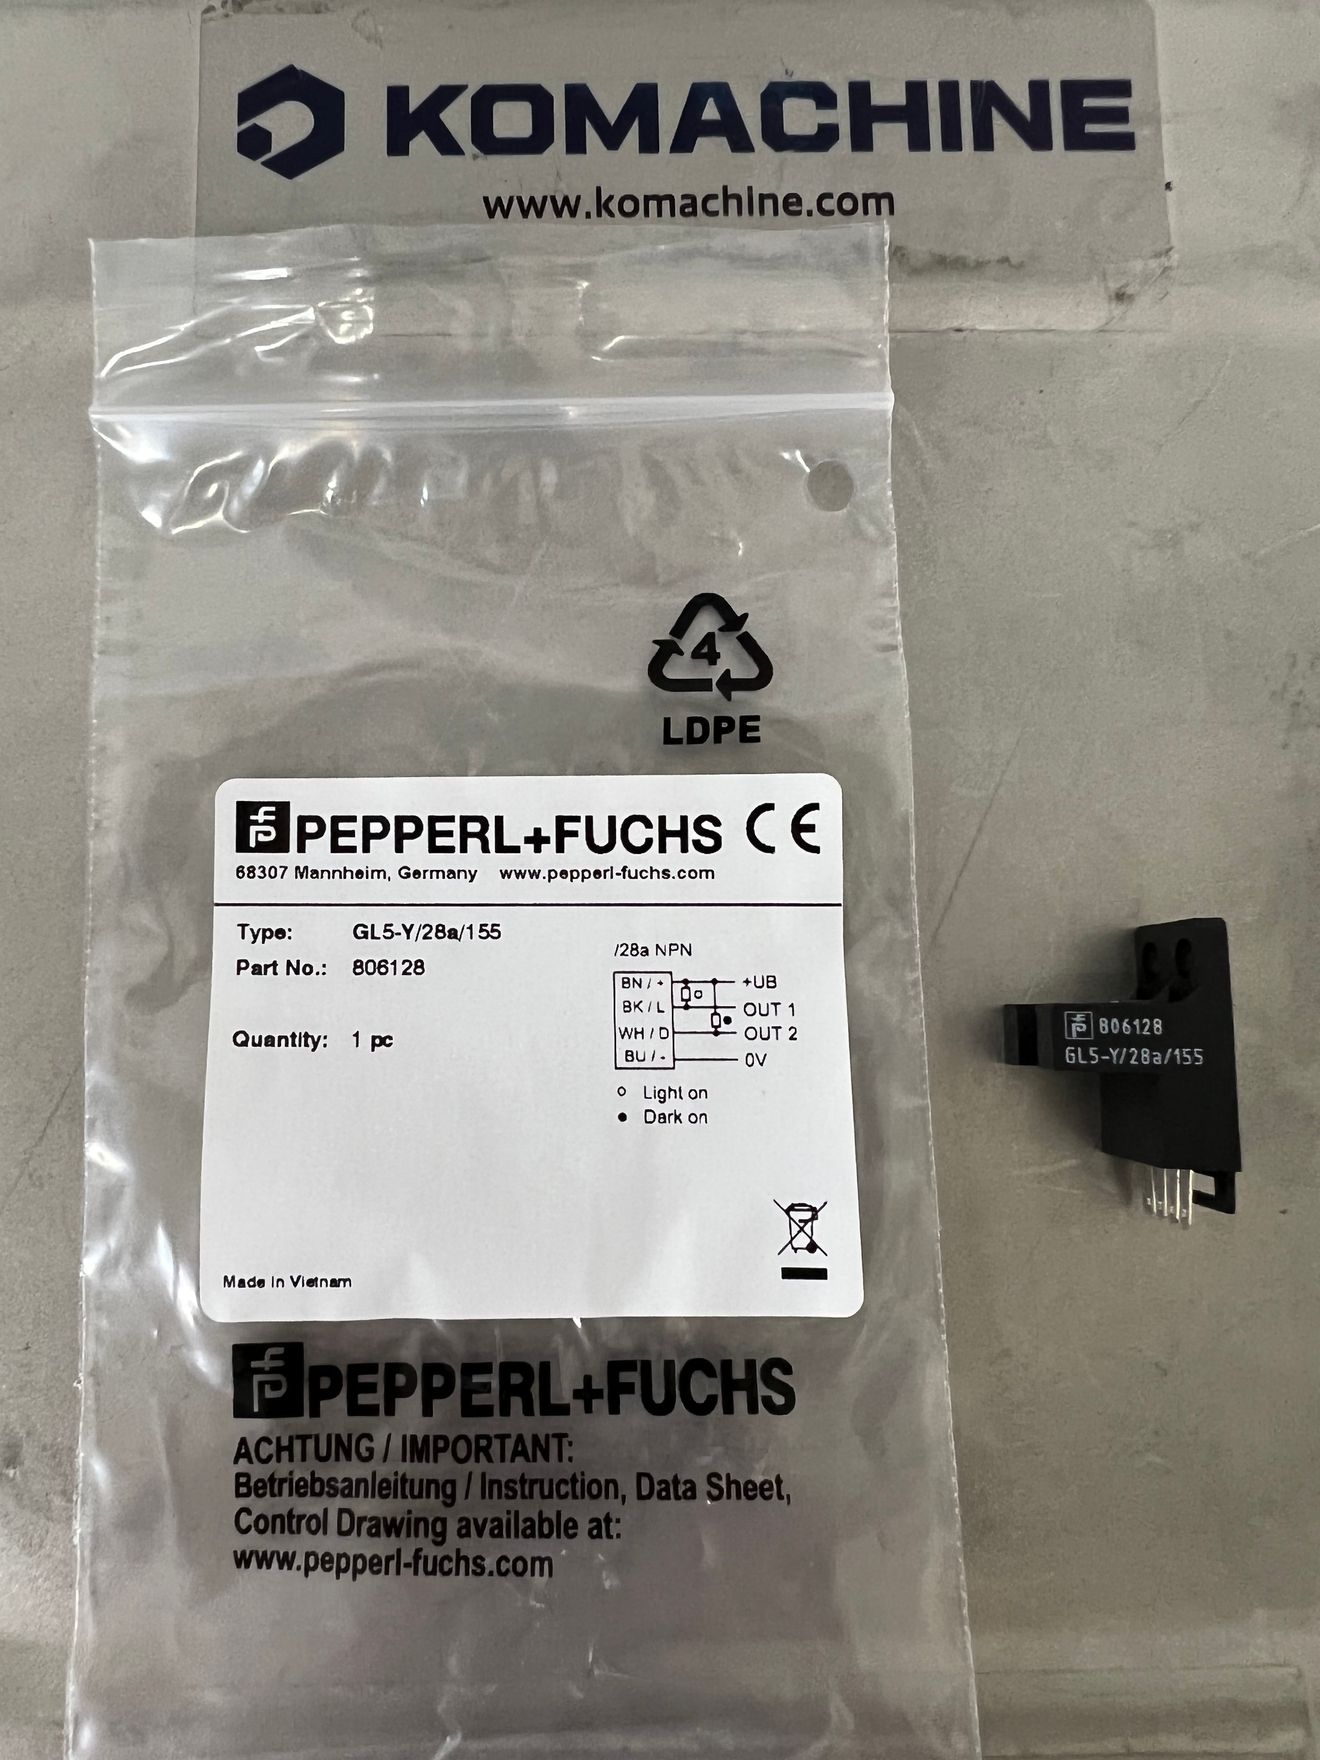 KOMACHINE
www.komachine.com
4
LDPE
PEPPERL+FUCHS CE
68307 Mannheim, Germany www.pepperl-fuchs.com
Type: GL5-Y/28a/155
Part No.: 806128
Quantity: 1 pc
/28a NPN
BN / + +UB
BK / L OUT 1
WH / D OUT 2
BU / - 0V
Light on
Dark on
Made in Vietnam
PEPPERL+FUCHS
ACHTUNG / IMPORTANT:
Betriebsanleitung / Instruction, Data Sheet,
Control Drawing available at:
www.pepperl-fuchs.com
806128
GL5-Y/28a/155